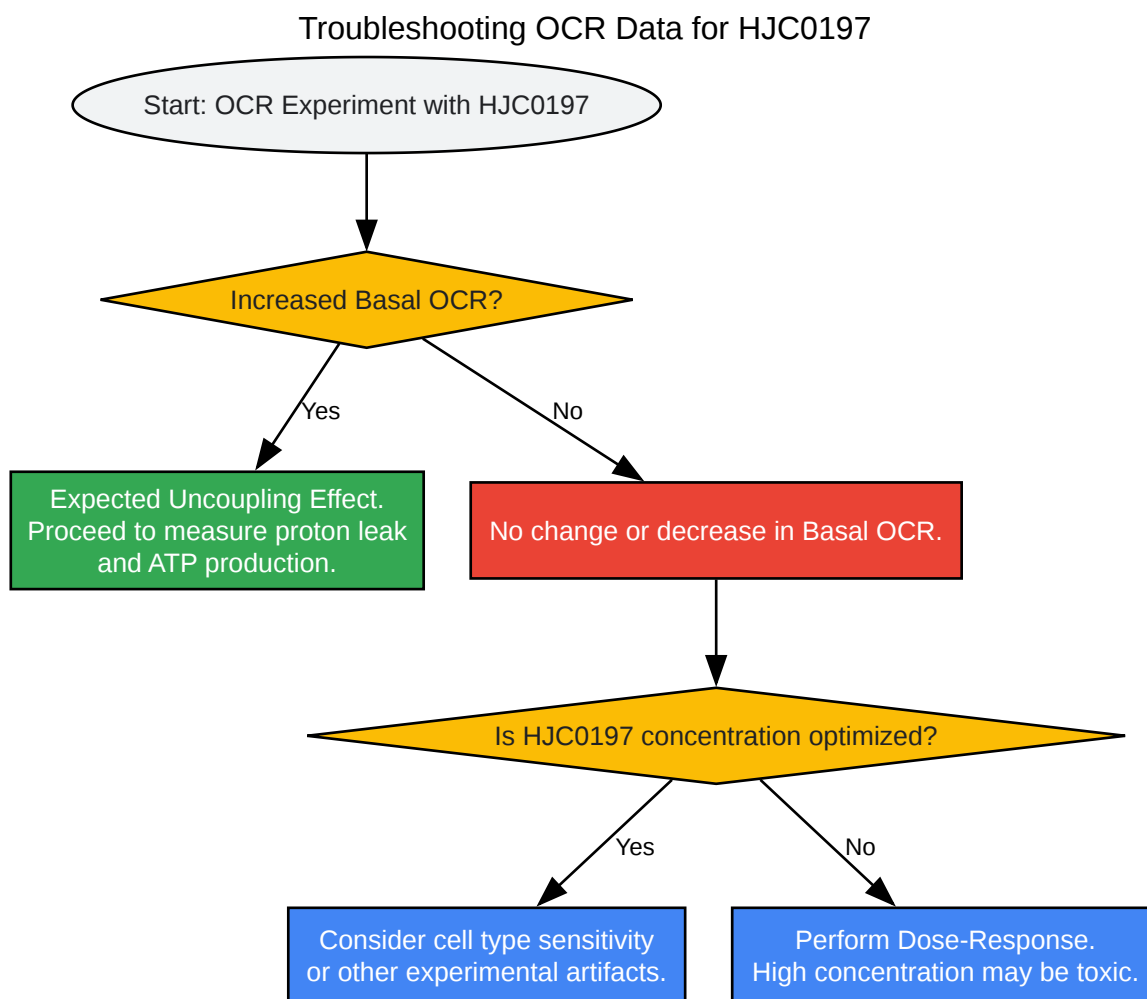 Troubleshooting OCR Data for HJC0197
Start: OCR Experiment with HJC0197
Increased Basal OCR?
Yes
No
Expected Uncoupling Effect.
Proceed to measure proton leak
and ATP production.
No change or decrease in Basal OCR.
Is HJC0197 concentration optimized?
Yes
No
Consider cell type sensitivity
or other experimental artifacts.
Perform Dose-Response.
High concentration may be toxic.